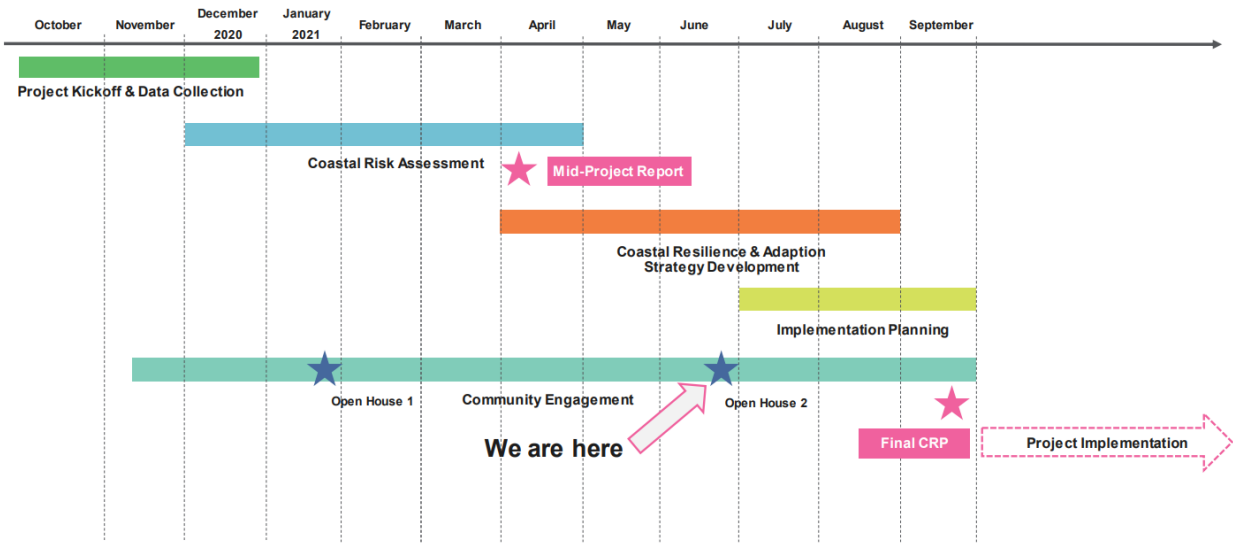 October
November
December
2020
January
2021
February
March
April
May
June
July
August
September
Project Kickoff & Data Collection
Coastal Risk Assessment
Mid-Project Report
Coastal Resilience & Adaption
Strategy Development
Implementation Planning
Open House 1
Community Engagement
Open House 2
We are here
Final CRP
Project Implementation